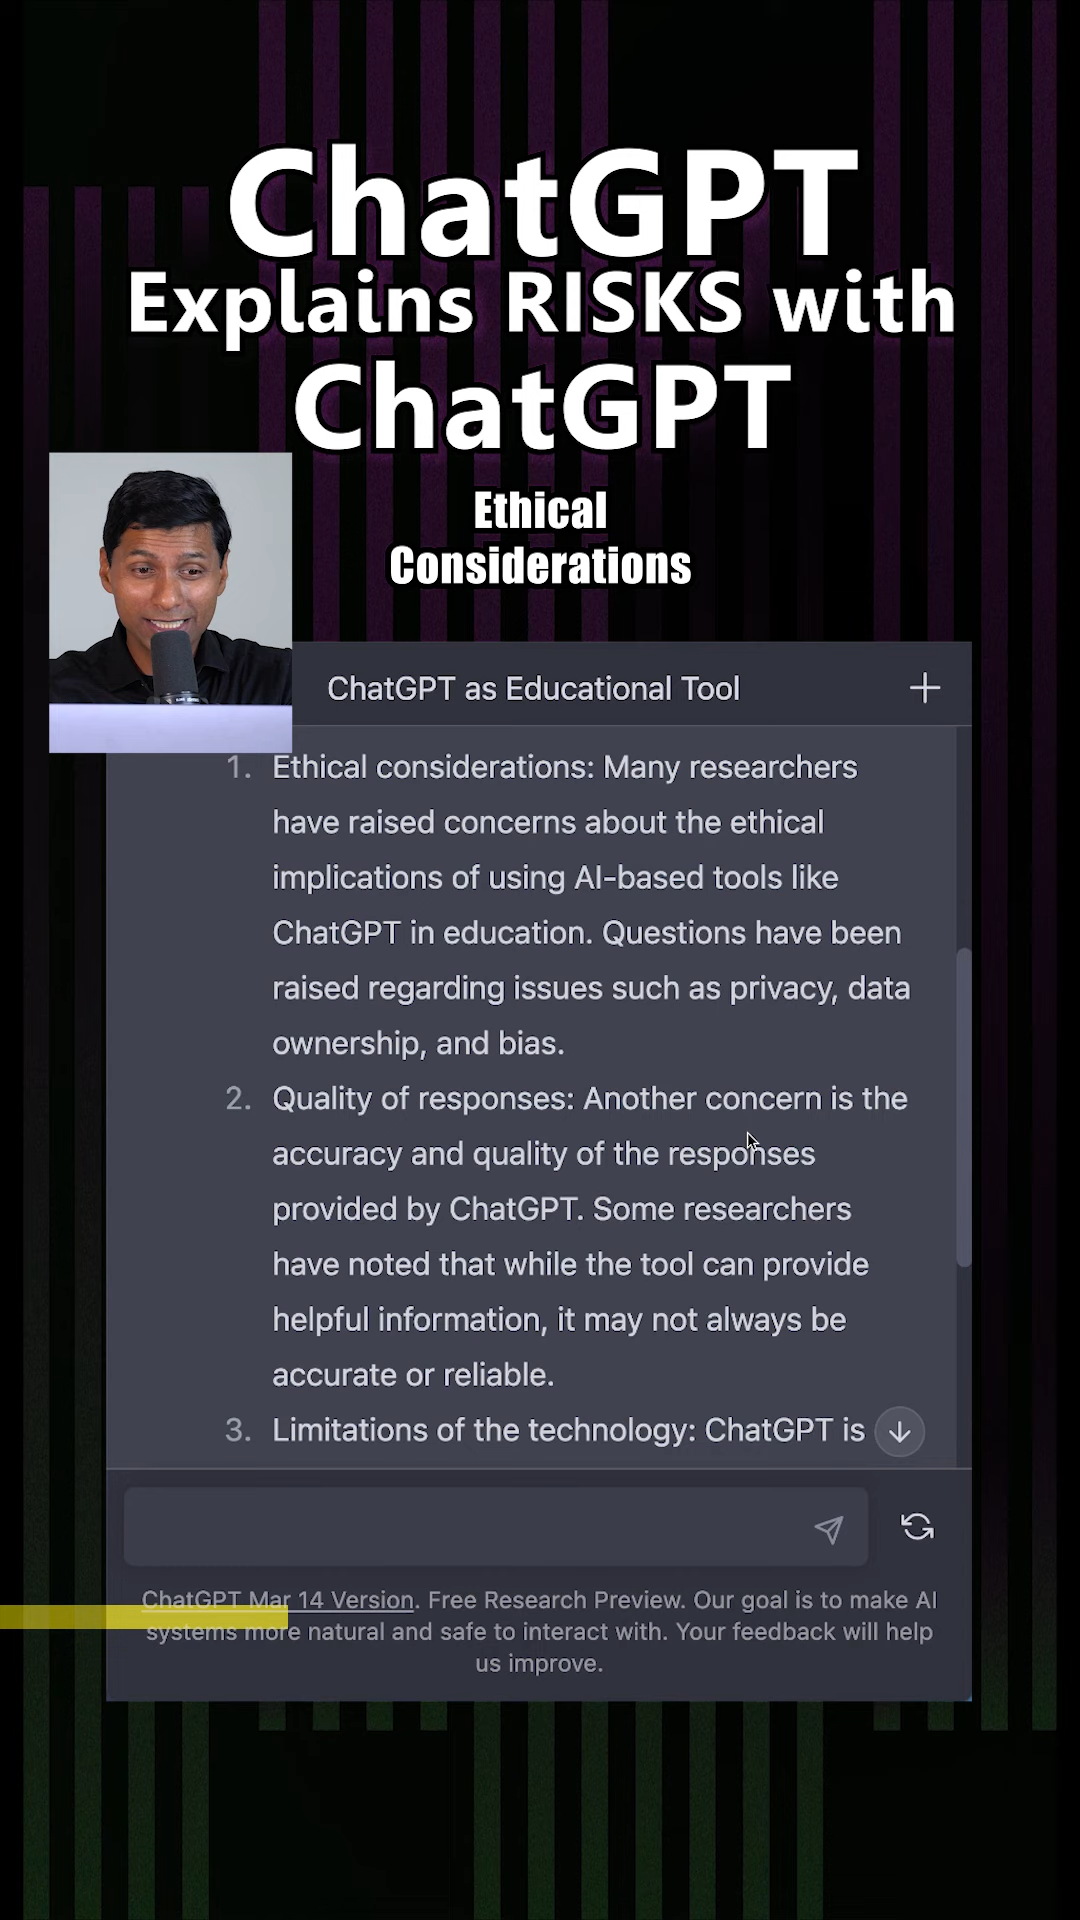 ChatGPT
Explains RISKS with
ChatGPT
Ethical
Considerations
ChatGPT as Educational Tool
1. Ethical considerations: Many researchers
have raised concerns about the ethical
implications of using AI-based tools like
ChatGPT in education. Questions have been
raised regarding issues such as privacy, data
ownership, and bias.
2. Quality of responses: Another concern is the
accuracy and quality of the responses
provided by ChatGPT. Some researchers
have noted that while the tool can provide
helpful information, it may not always be
accurate or reliable.
3. Limitations of the technology: ChatGPT is
ChatGPT Mar 14 Version. Free Research Preview. Our goal is to make AI
systems more natural and safe to interact with. Your feedback will help
us improve.